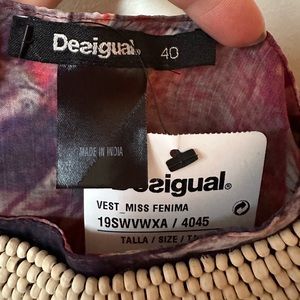 Desigual® 40
MADE IN INDIA
Desigual®
VEST_MISS FENIMA
19SWVWXA / 4045
TALLA / SIZE /